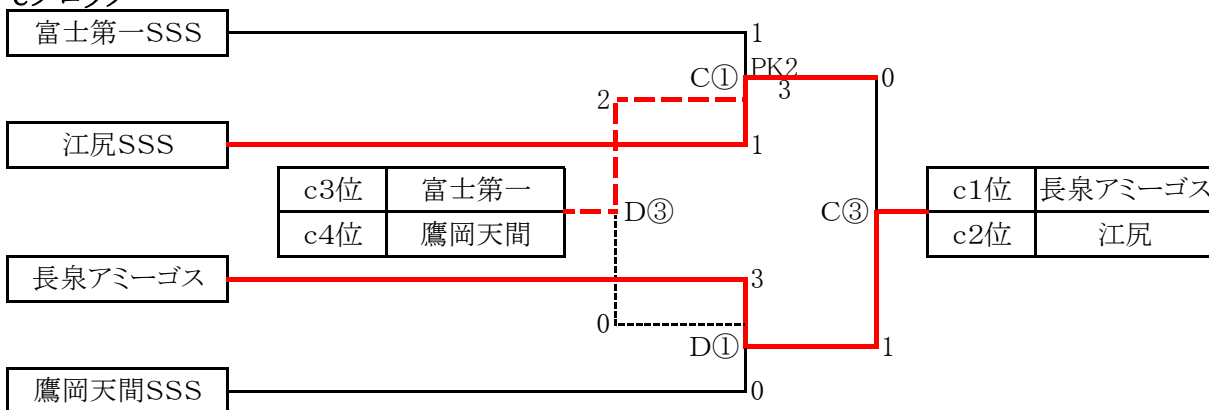 富士第一SSS
1
C①
PK2
3
0
2
江尻SSS
1
c3位 富士第一
c4位 鷹岡天間
D③
C③
c1位 長泉アミーゴス
c2位 江尻
長泉アミーゴス
3
0
D①
1
鷹岡天間SSS
0